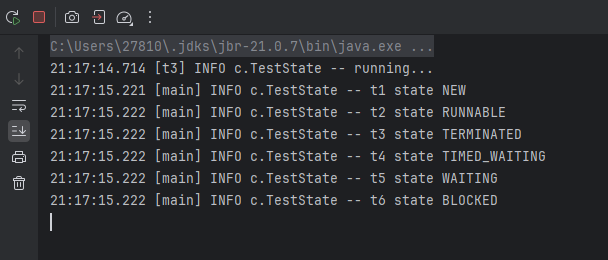 C:\Users\27810\.jdks\jbr-21.0.7\bin\java.exe ...
21:17:14.714 [t3] INFO c.TestState -- running...
21:17:15.221 [main] INFO c.TestState -- t1 state NEW
21:17:15.222 [main] INFO c.TestState -- t2 state RUNNABLE
21:17:15.222 [main] INFO c.TestState -- t3 state TERMINATED
21:17:15.222 [main] INFO c.TestState -- t4 state TIMED_WAITING
21:17:15.222 [main] INFO c.TestState -- t5 state WAITING
21:17:15.222 [main] INFO c.TestState -- t6 state BLOCKED